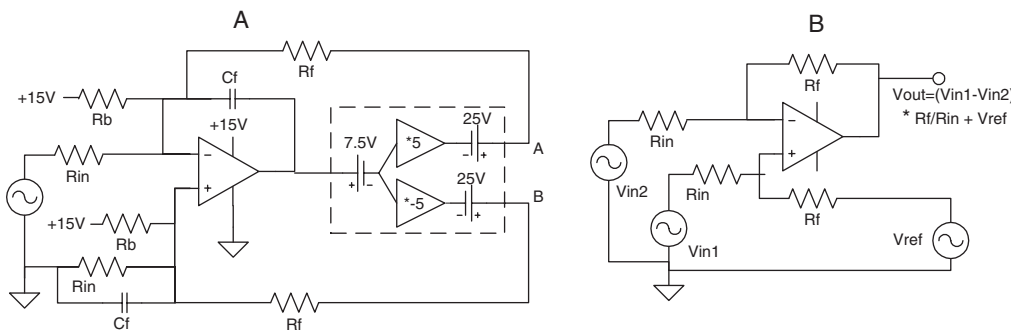 A
Rf
Cf
+15V
Rb
+15V
Rin
7.5V
*5
25V
A
25V
B
*-5
+15V
Rb
Rin
Cf
Rf
B
Rf
Vout=(Vin1-Vin2)
* Rf/Rin + Vref
Rin
Vin2
Rin
Rf
Vin1
Vref